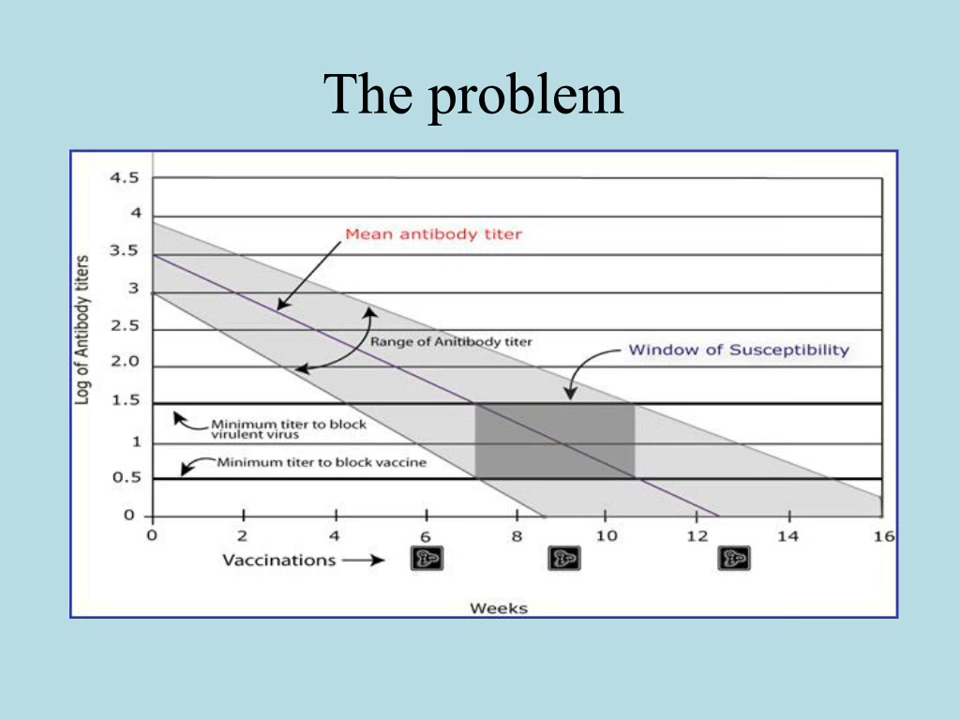 The problem
4.5
4
3.5
3
2.5
2.0
1.5
1
0.5
0
Log of Antibody titers
Mean antibody titer
Range of Anitibody titer
Window of Susceptibility
Minimum titer to block
virulent virus
Minimum titer to block vaccine
0 2 4 6 8 10 12 14 16
Vaccinations
Weeks